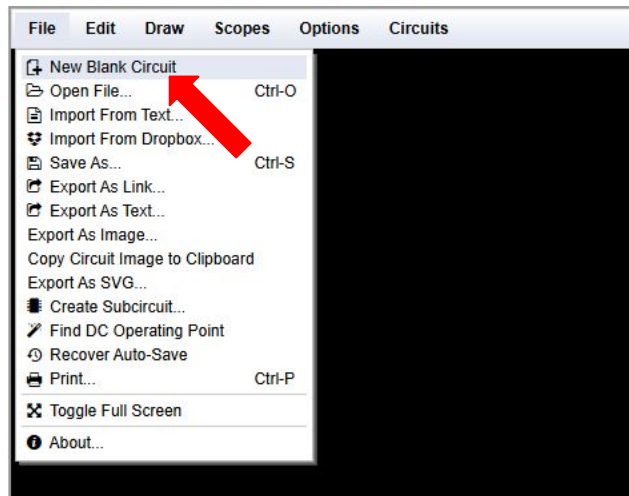 File Edit Draw Scopes Options Circuits
New Blank Circuit
Open File... Ctrl-O
Import From Text...
Import From Dropbox...
Save As... Ctrl-S
Export As Link...
Export As Text...
Export As Image...
Copy Circuit Image to Clipboard
Export As SVG...
Create Subcircuit...
Find DC Operating Point
Recover Auto-Save
Print... Ctrl-P
Toggle Full Screen
About...